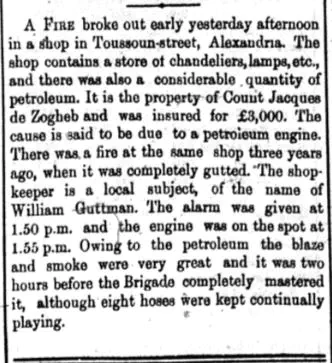 A FIRE broke out early yesterday afternoon
in a shop in Toussoun-street, Alexandria. The
shop contains a store of chandeliers, lamps, etc.,
and there was also a considerable quantity of
petroleum. It is the property of Count Jacques
de Zogheb and was insured for £3,000. The
cause is said to be due to a petroleum engine.
There was a fire at the same shop three years
ago, when it was completely gutted. The shop-
keeper is a local subject, of the name of
William Guttman. The alarm was given at
1.50 p.m. and the engine was on the spot at
1.55 p.m. Owing to the petroleum the blaze
and smoke were very great and it was two
hours before the Brigade completely mastered
it, although eight hoses were kept continually
playing.